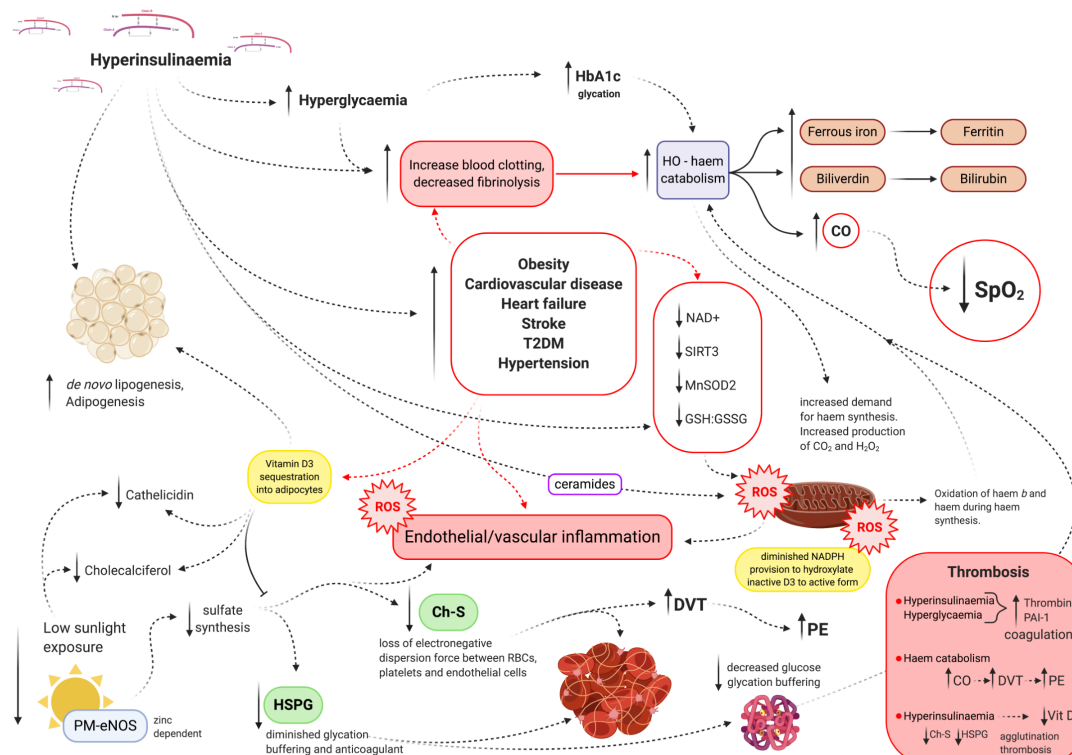 Hyperinsulinaemia
Hyperglycaemia
HbA1c
glycation
Increase blood clotting,
decreased fibrinolysis
HO - haem
catabolism
Ferrous iron
Ferritin
Biliverdin
Bilirubin
CO
SpO₂
Obesity
Cardiovascular disease
Heart failure
Stroke
T2DM
Hypertension
NAD+
SIRT3
MnSOD2
GSH:GSSG
de novo lipogenesis,
Adipogenesis
increased demand
for haem synthesis.
Increased production
of CO₂ and H₂O₂
Vitamin D3
sequestration
into adipocytes
ceramides
ROS
ROS
ROS
Oxidation of haem b and
haem during haem
synthesis.
Cathelicidin
Endothelial/vascular inflammation
diminished NADPH
provision to hydroxylate
inactive D3 to active form
Cholecalciferol
Low sunlight
exposure
sulfate
synthesis
Ch-S
loss of electronegative
dispersion force between RBCs,
platelets and endothelial cells
DVT
PE
decreased glucose
glycation buffering
PM-eNOS
zinc
dependent
HSPG
diminished glycation
buffering and anticoagulant
Thrombosis
Hyperinsulinaemia
Hyperglycaemia
Thrombin
PAI-1
coagulation
Haem catabolism
CO DVT PE
Hyperinsulinaemia Vit D
Ch-S HSPG agglutination
thrombosis